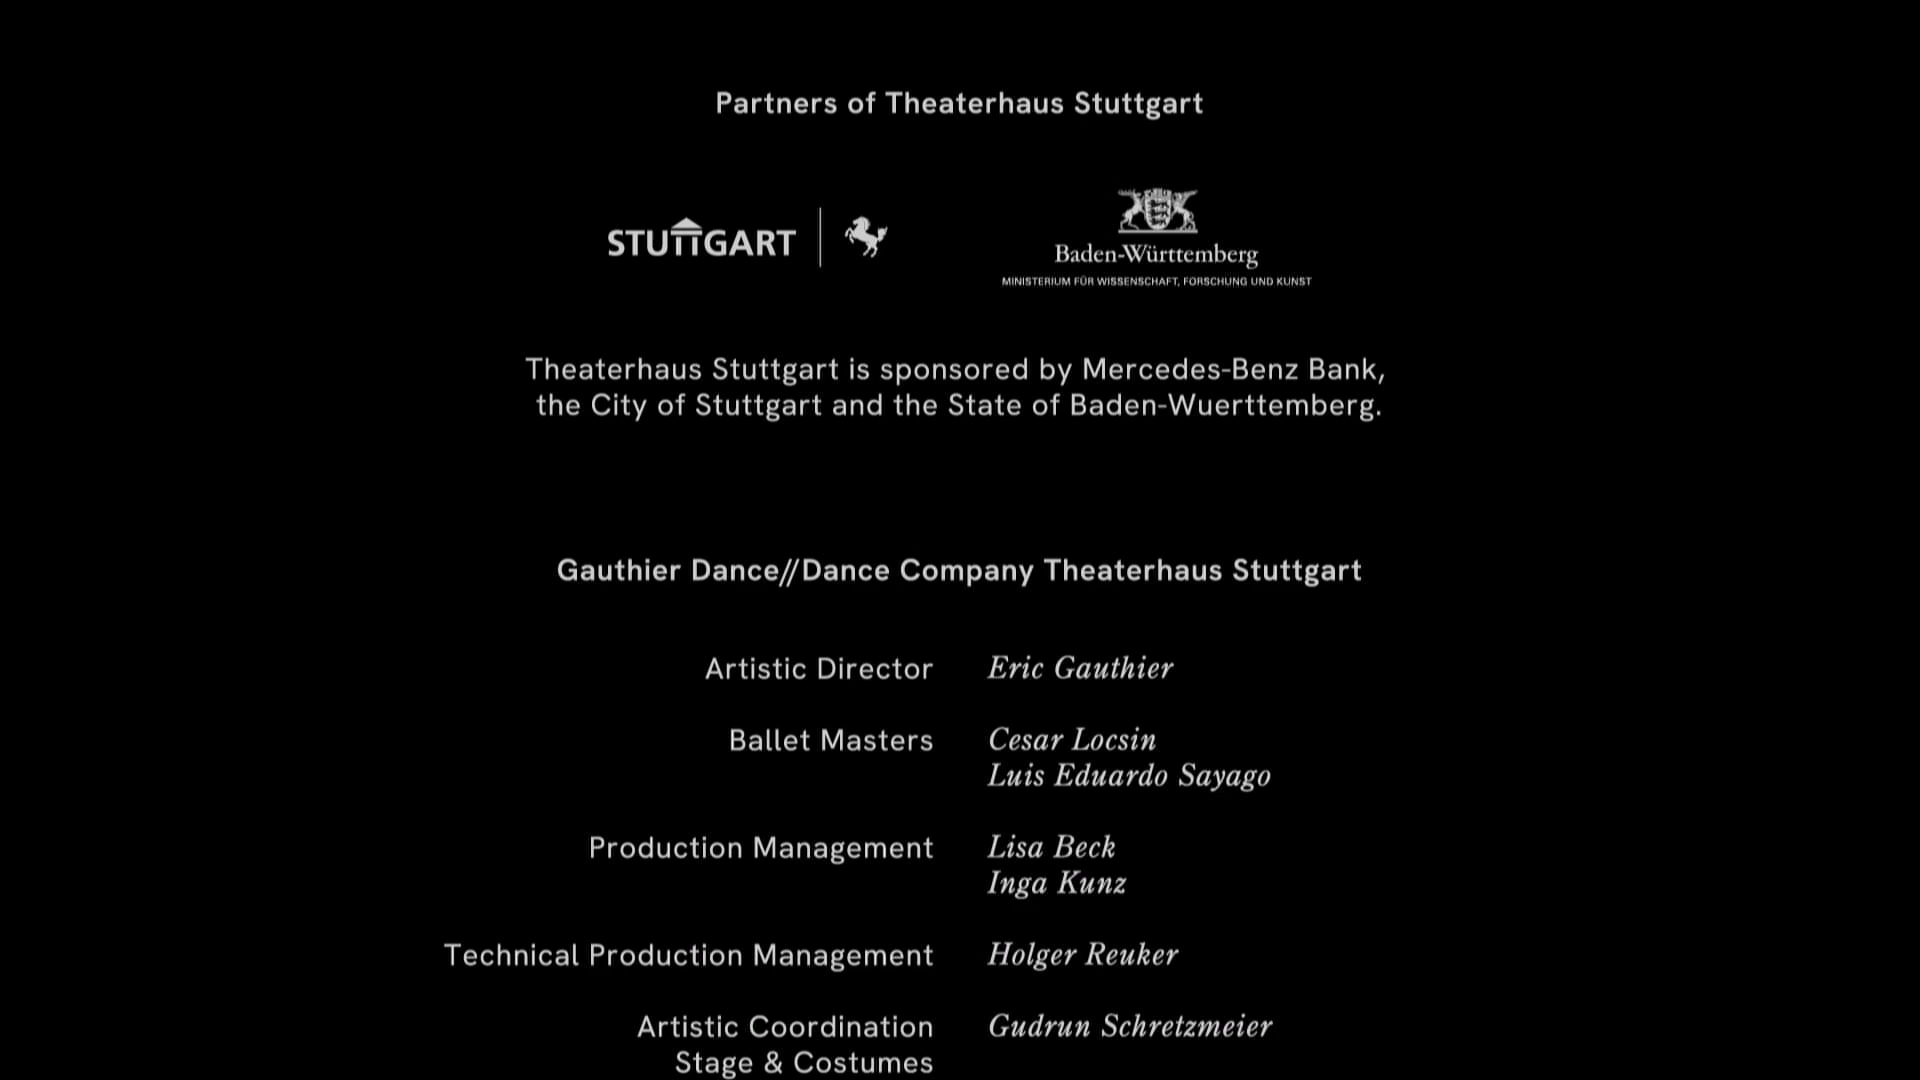 Partners of Theaterhaus Stuttgart
STUTTGART
Baden-Württemberg
MINISTERIUM FÜR WISSENSCHAFT, FORSCHUNG UND KUNST
Theaterhaus Stuttgart is sponsored by Mercedes-Benz Bank,
the City of Stuttgart and the State of Baden-Wuerttemberg.
Gauthier Dance//Dance Company Theaterhaus Stuttgart
Artistic Director Eric Gauthier
Ballet Masters Cesar Locsin
Luis Eduardo Sayago
Production Management Lisa Beck
Inga Kunz
Technical Production Management Holger Reuker
Artistic Coordination Gudrun Schretzmeier
Stage & Costumes